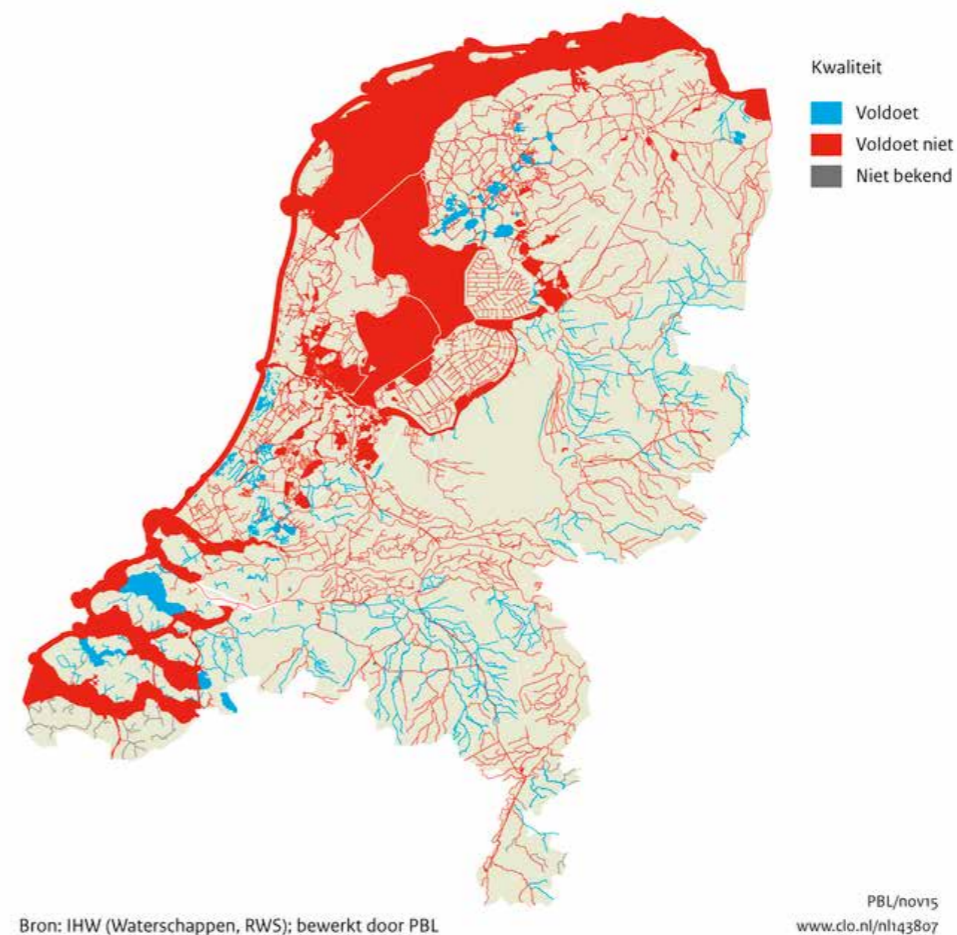 Kwaliteit
Voldoet
Voldoet niet
Niet bekend
PBL/nov15
Bron: IHW (Waterschappen, RWS); bewerkt door PBL
www.clo.nl/nl143807